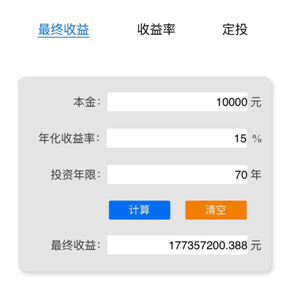 最终收益 收益率 定投
本金: 10000 元
年化收益率: 15 %
投资年限: 70 年
计算 清空
最终收益: 177357200.388 元